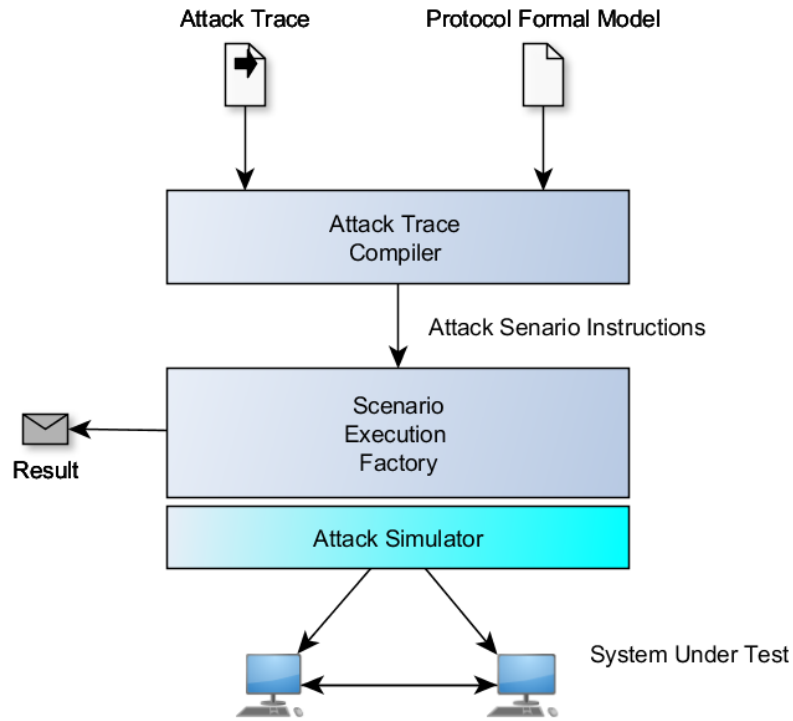 Attack Trace
Protocol Formal Model
Attack Trace
Compiler
Attack Senario Instructions
Scenario
Execution
Factory
Result
Attack Simulator
System Under Test